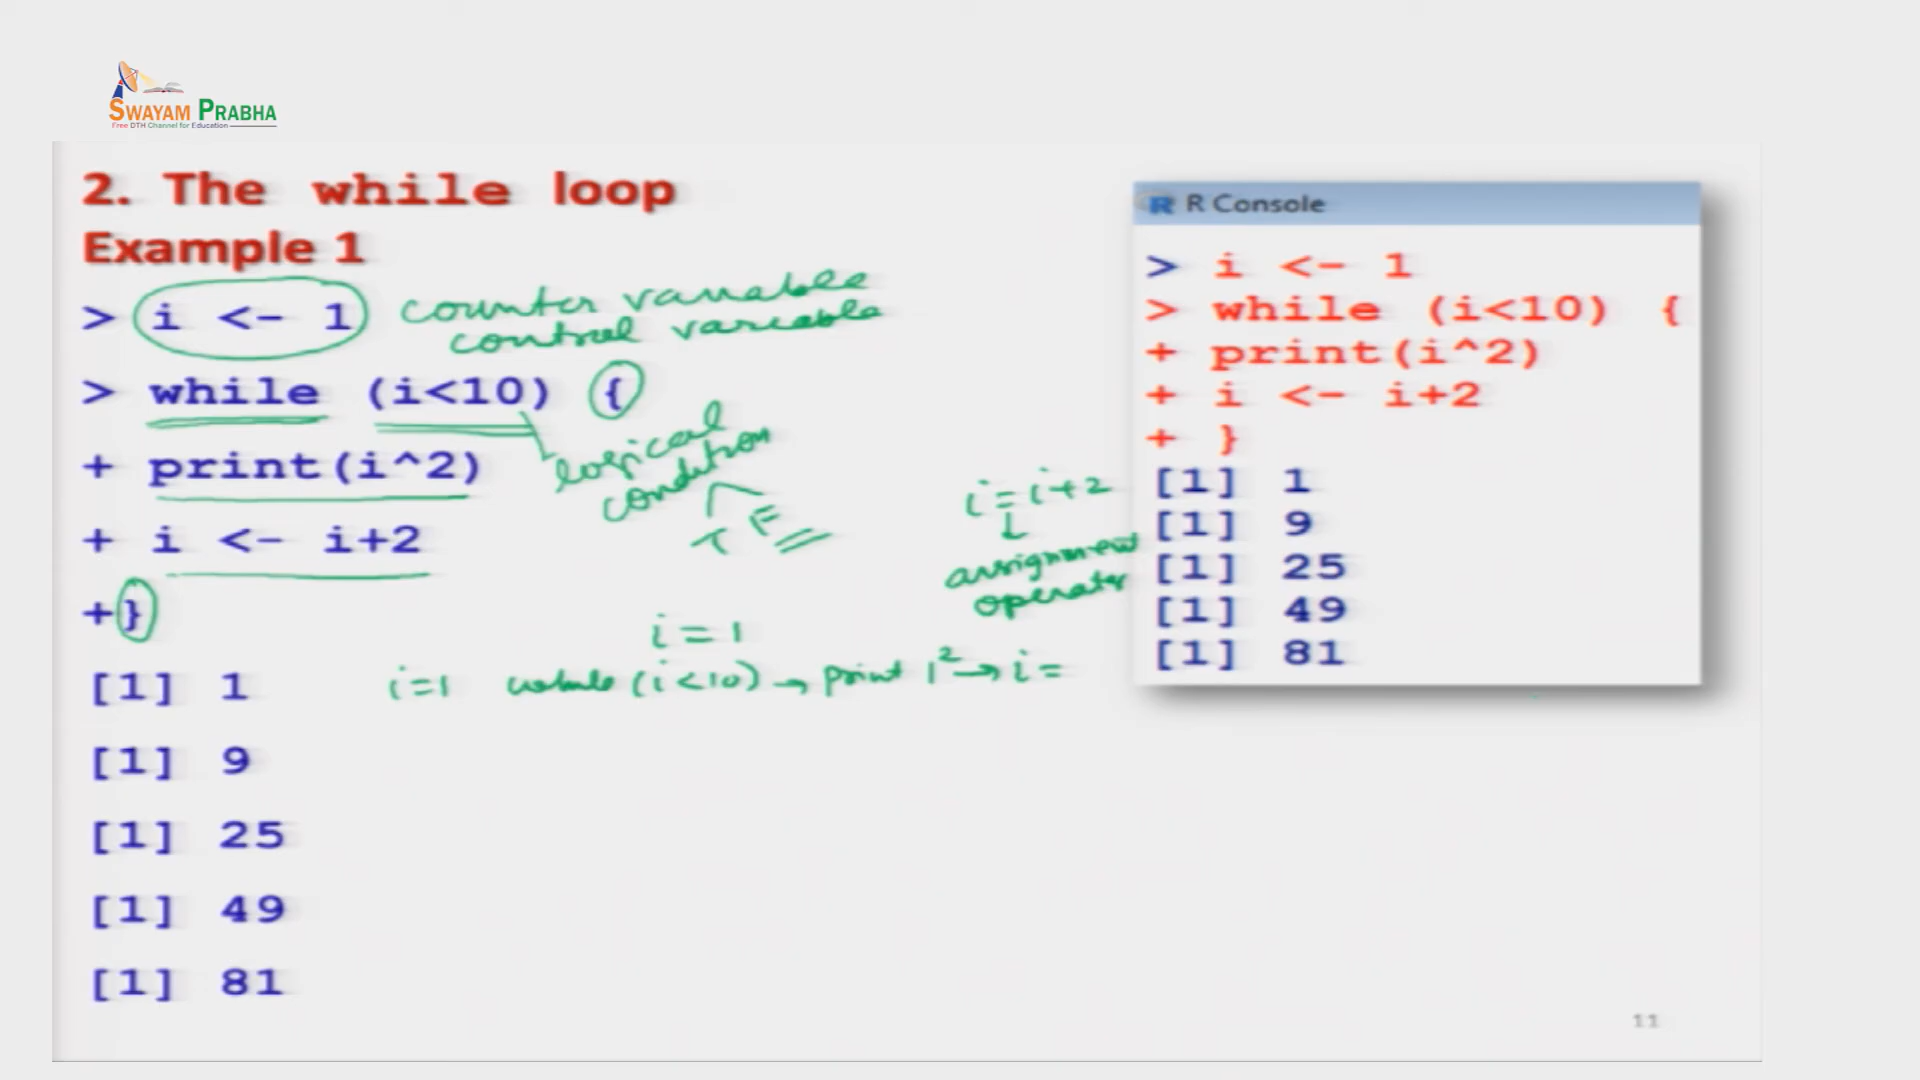 SWAYAM PRABHA
Free DTH Channel for Education
2. The while loop
Example 1
> i <- 1
counter variable
control variable
> while (i<10) {
logical
condition
T F
+ print(i^2)
+ i <- i+2
+}
i = i+2
assignment
operator
i = 1
i=1 while (i<10) → print 1² → i =
[1] 1
[1] 9
[1] 25
[1] 49
[1] 81
R Console
> i <- 1
> while (i<10) {
+ print(i^2)
+ i <- i+2
+ }
[1] 1
[1] 9
[1] 25
[1] 49
[1] 81
11